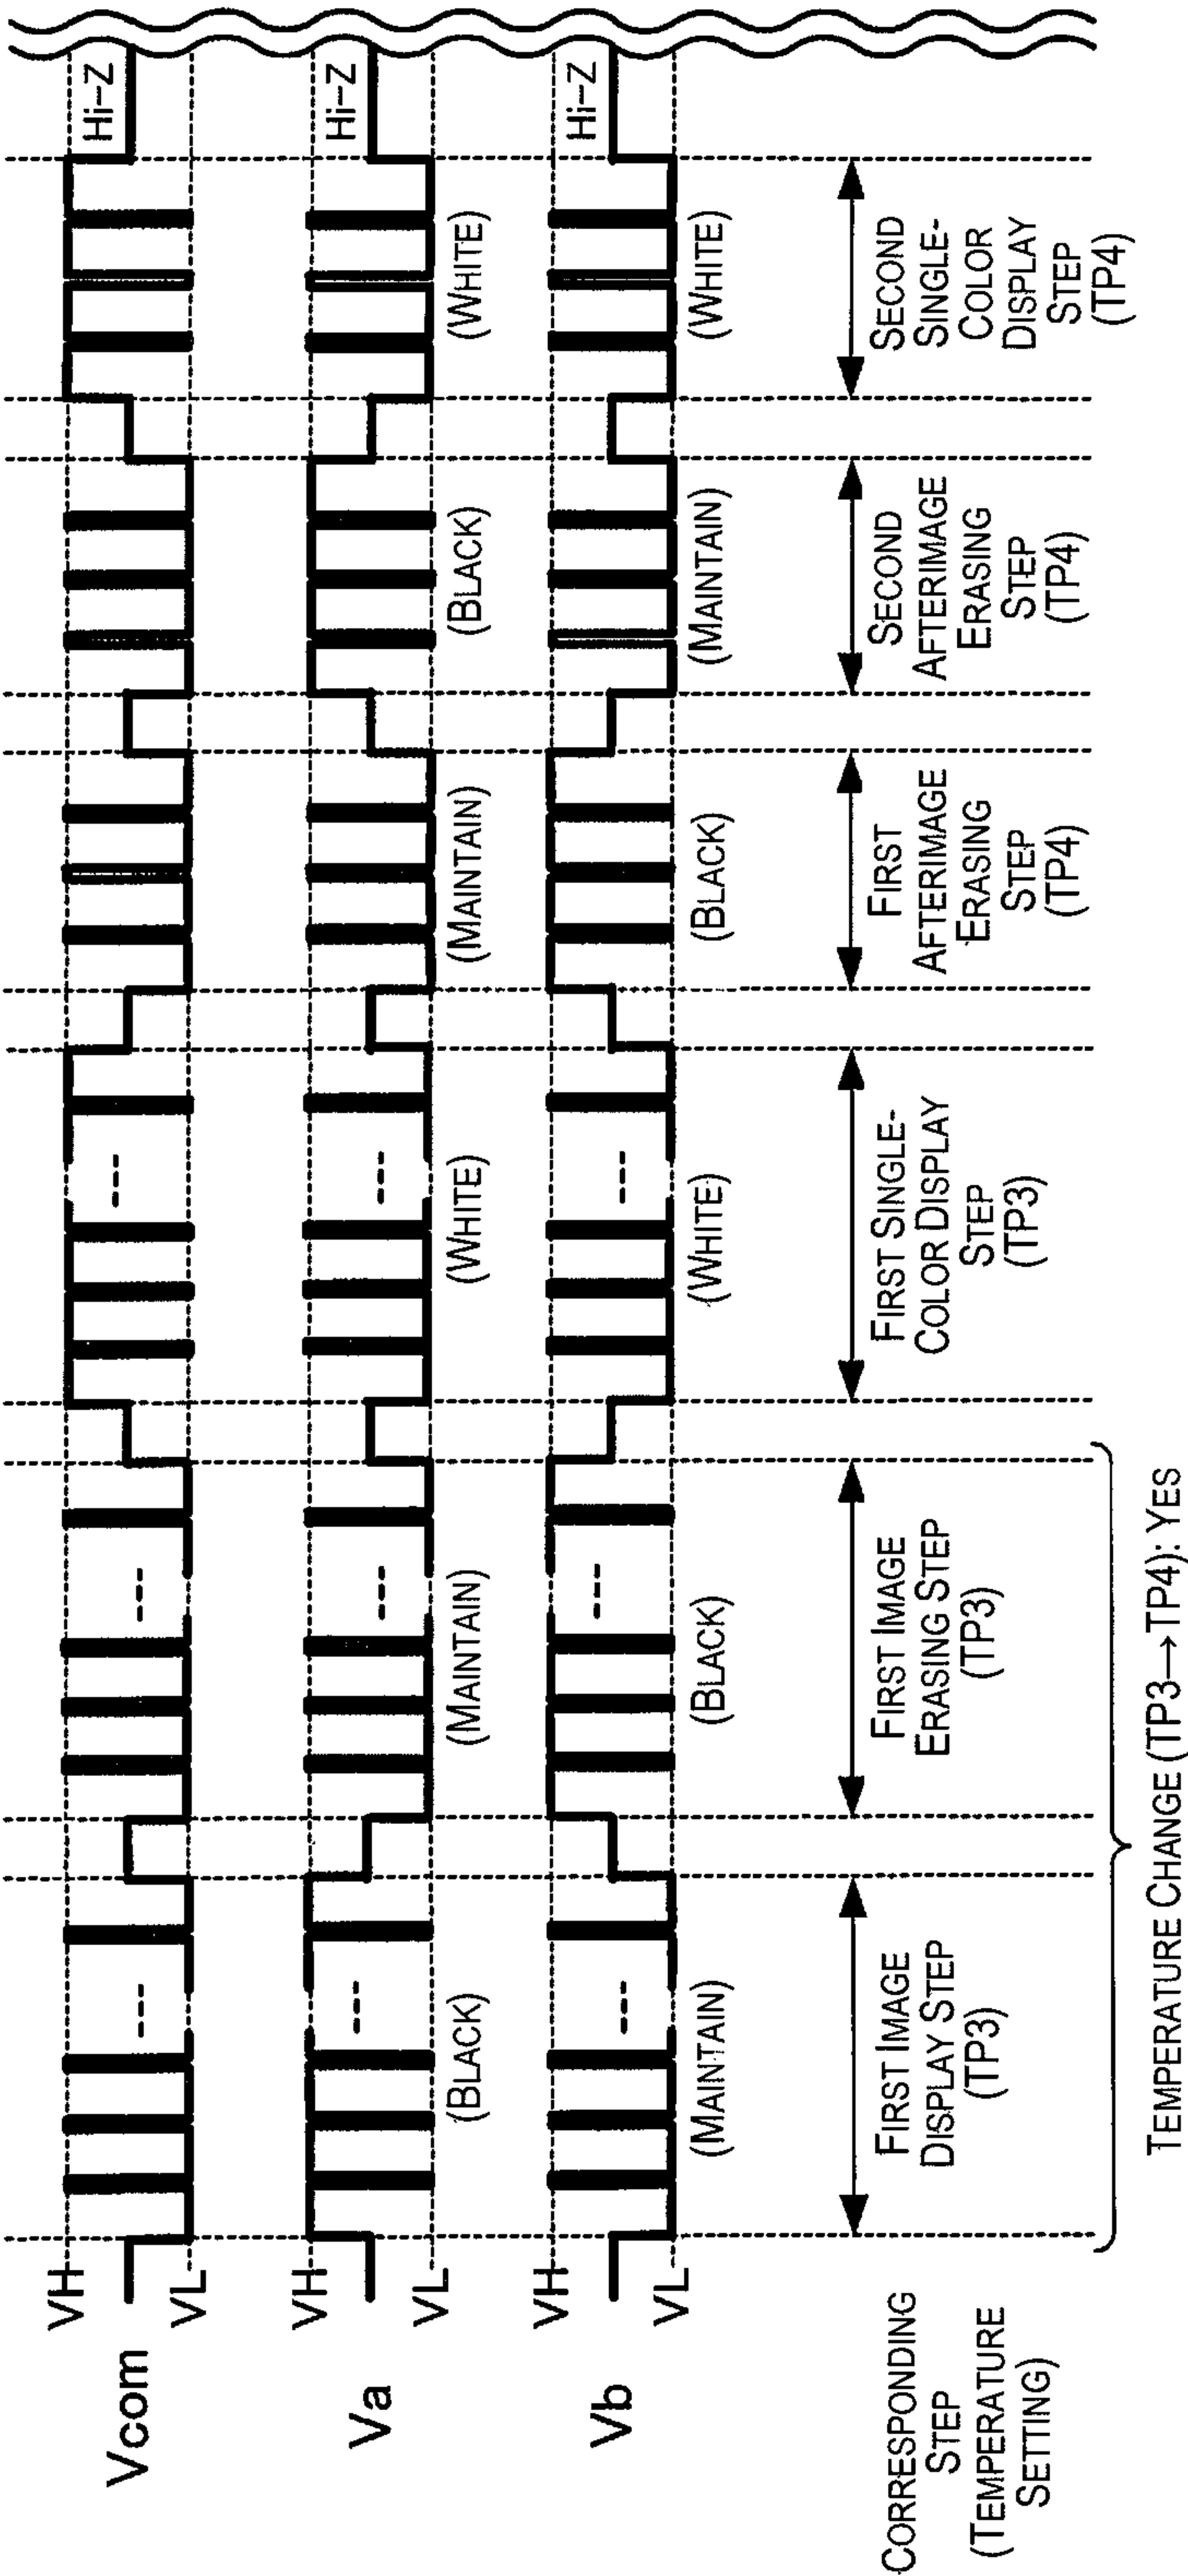 Vcom
VH
VL
Hi-Z
Va
VH
VL
(BLACK)
(MAINTAIN)
(WHITE)
(MAINTAIN)
(BLACK)
(WHITE)
Hi-Z
Vb
VH
VL
(MAINTAIN)
(BLACK)
(WHITE)
(BLACK)
(MAINTAIN)
(WHITE)
Hi-Z
CORRESPONDING
STEP
(TEMPERATURE
SETTING)
FIRST IMAGE
DISPLAY STEP
(TP3)
FIRST IMAGE
ERASING STEP
(TP3)
FIRST SINGLE-
COLOR DISPLAY
STEP
(TP3)
FIRST
AFTERIMAGE
ERASING
STEP
(TP4)
SECOND
AFTERIMAGE
ERASING
STEP
(TP4)
SECOND
SINGLE-
COLOR
DISPLAY
STEP
(TP4)
TEMPERATURE CHANGE (TP3→TP4): YES